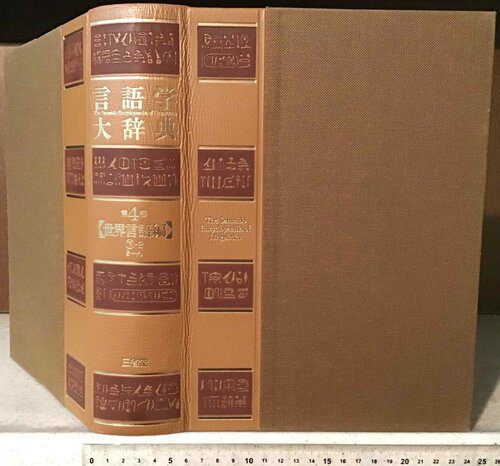 言語学
The Sanseido Encyclopaedia of Linguistics
大辞典
第4巻
世界言語編
三省堂
The Sanseido
Encyclopaedia of
Linguistics
0 1 2 3 4 5 6 7 8 9 10 11 12 13 14 15 16 17 18 19 20 21 22 23 24 25